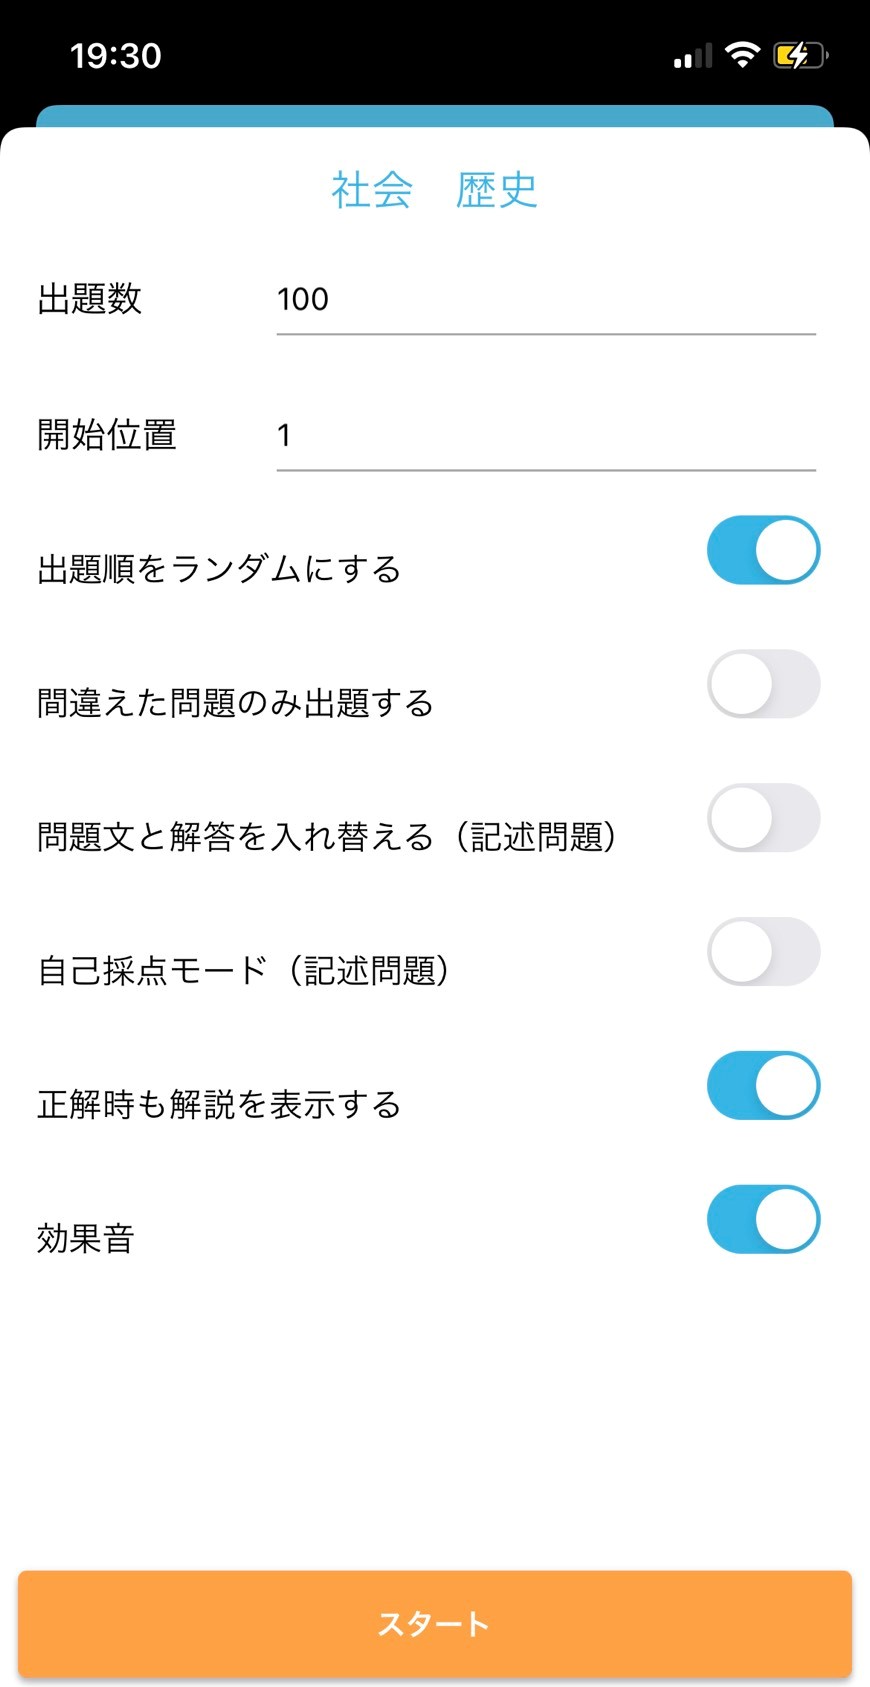 19:30
社会　歴史
出題数 100
開始位置 1
出題順をランダムにする
間違えた問題のみ出題する
問題文と解答を入れ替える（記述問題）
自己採点モード（記述問題）
正解時も解説を表示する
効果音
スタート